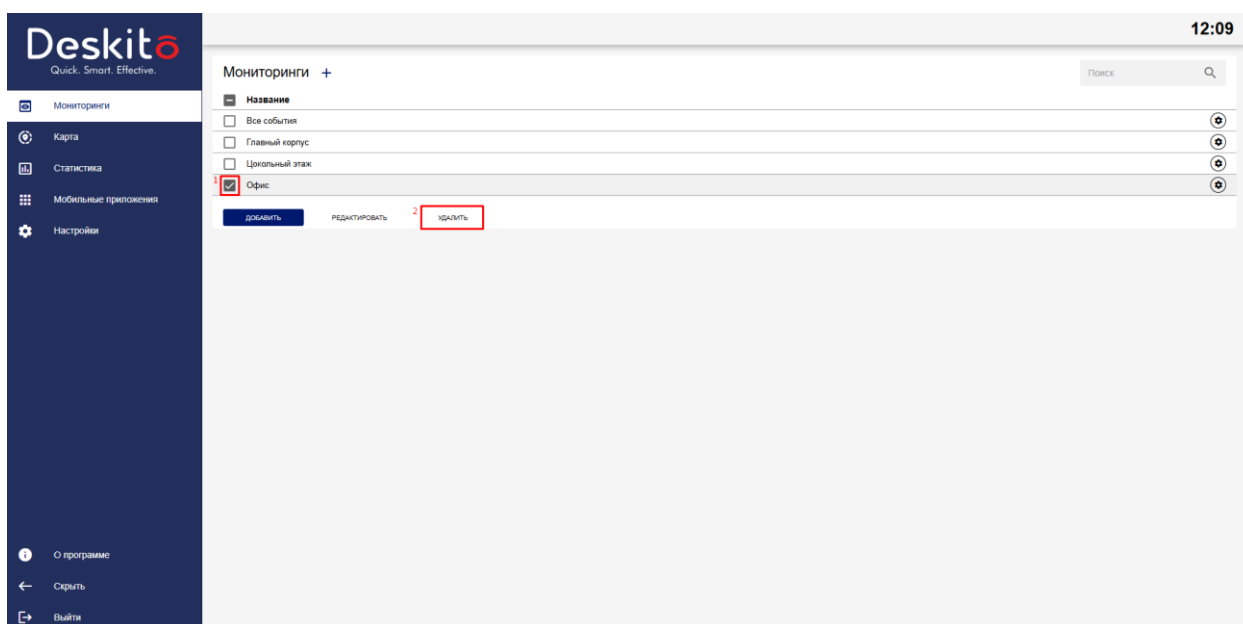 Deskitō
Quick. Smart. Effective.
12:09
Мониторинги
Карта
Статистика
Мобильные приложения
Настройки
О программе
Скрыть
Выйти
Мониторинги +
Поиск
Название
Все события
Главный корпус
Цокольный этаж
1 Офис
ДОБАВИТЬ РЕДАКТИРОВАТЬ 2 УДАЛИТЬ